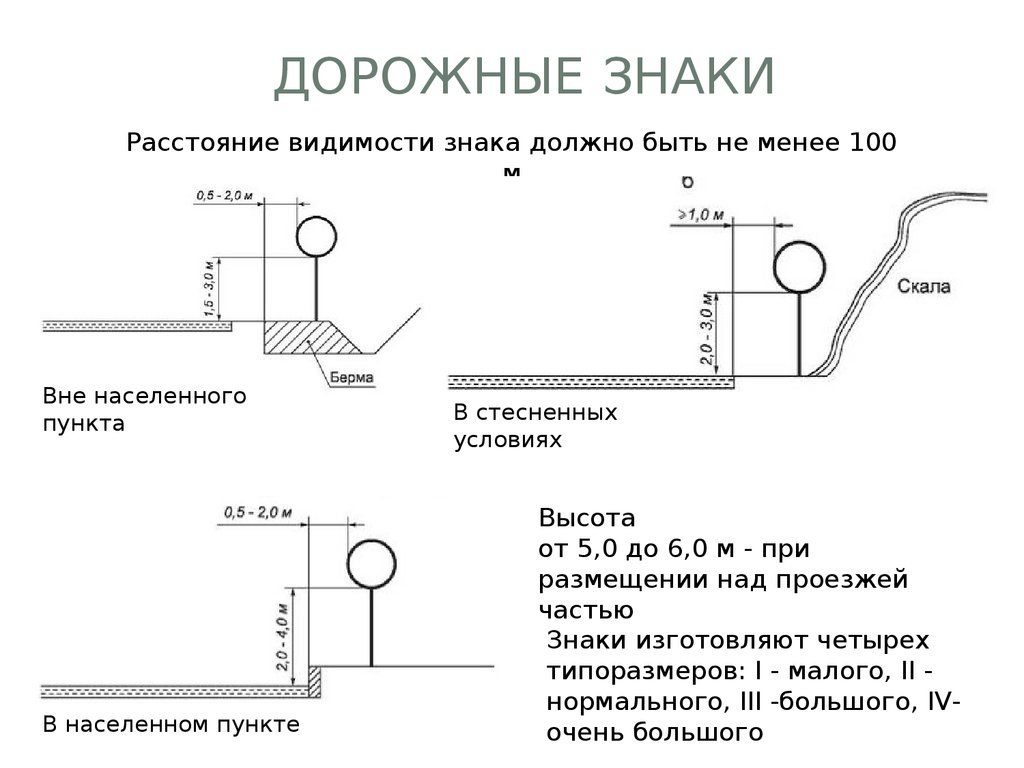 ДОРОЖНЫЕ ЗНАКИ
Расстояние видимости знака должно быть не менее 100
м
0,5 - 2,0 м
1,5 - 3,0 м
Берма
Вне населенного
пункта
б
≥1,0 м
2,0 - 3,0 м
Скала
В стесненных
условиях
0,5 - 2,0 м
2,0 - 4,0 м
В населенном пункте
Высота
от 5,0 до 6,0 м - при
размещении над проезжей
частью
Знаки изготовляют четырех
типоразмеров: I - малого, II -
нормального, III -большого, IV-
очень большого